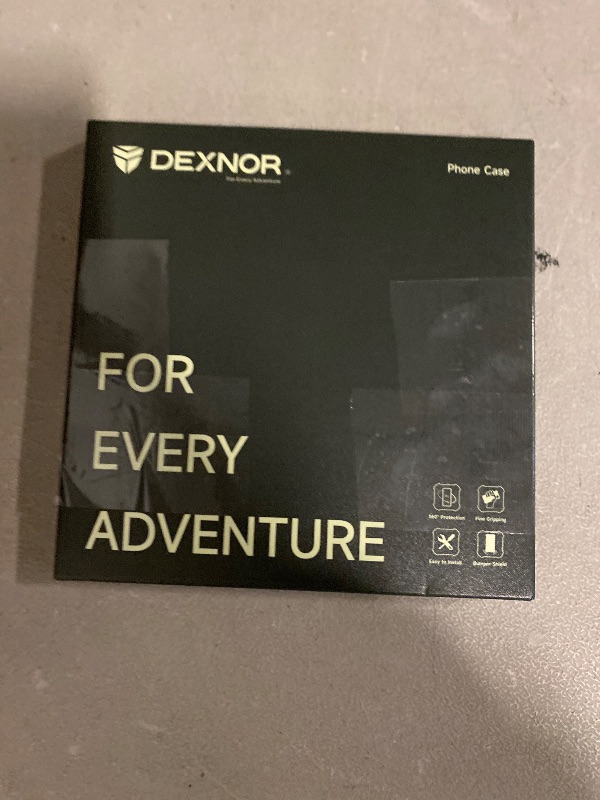 DEXNOR
For Every Adventure
Phone Case
FOR
EVERY
ADVENTURE
360° Protection
Fine Gripping
Easy to Install
Bumper Shield